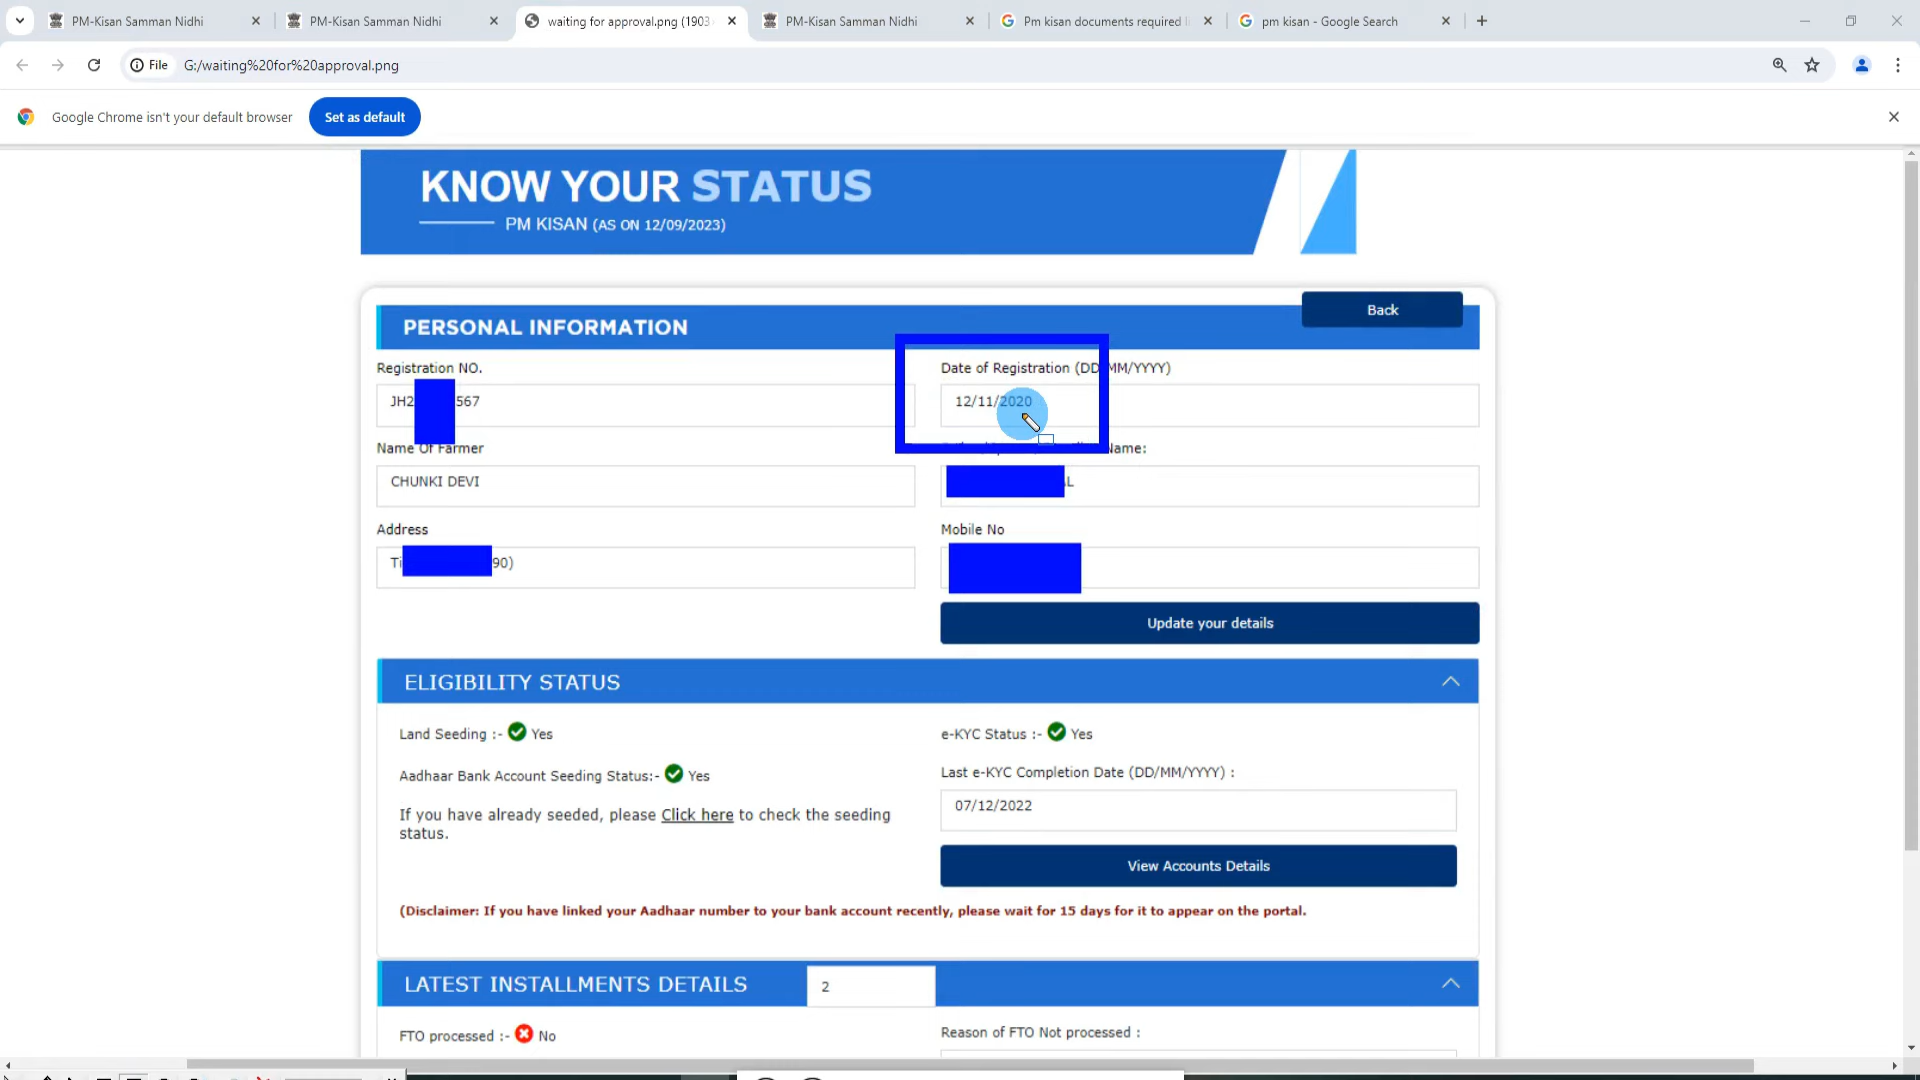 PM-Kisan Samman Nidhi
PM-Kisan Samman Nidhi
waiting for approval.png (1903
PM-Kisan Samman Nidhi
Pm kisan documents required
pm kisan - Google Search
File
G:/waiting%20for%20approval.png
Google Chrome isn't your default browser
Set as default
KNOW YOUR STATUS
PM KISAN (AS ON 12/09/2023)
Back
PERSONAL INFORMATION
Registration NO.
Date of Registration (DD/MM/YYYY)
JH2 567
12/11/2020
Name Of Farmer
Name:
CHUNKI DEVI
L
Address
Mobile No
Ti 90)
Update your details
ELIGIBILITY STATUS
Land Seeding :- Yes
e-KYC Status :- Yes
Aadhaar Bank Account Seeding Status:- Yes
Last e-KYC Completion Date (DD/MM/YYYY) :
07/12/2022
If you have already seeded, please Click here to check the seeding
status.
View Accounts Details
(Disclaimer: If you have linked your Aadhaar number to your bank account recently, please wait for 15 days for it to appear on the portal.
LATEST INSTALLMENTS DETAILS 2
FTO processed :- No
Reason of FTO Not processed :